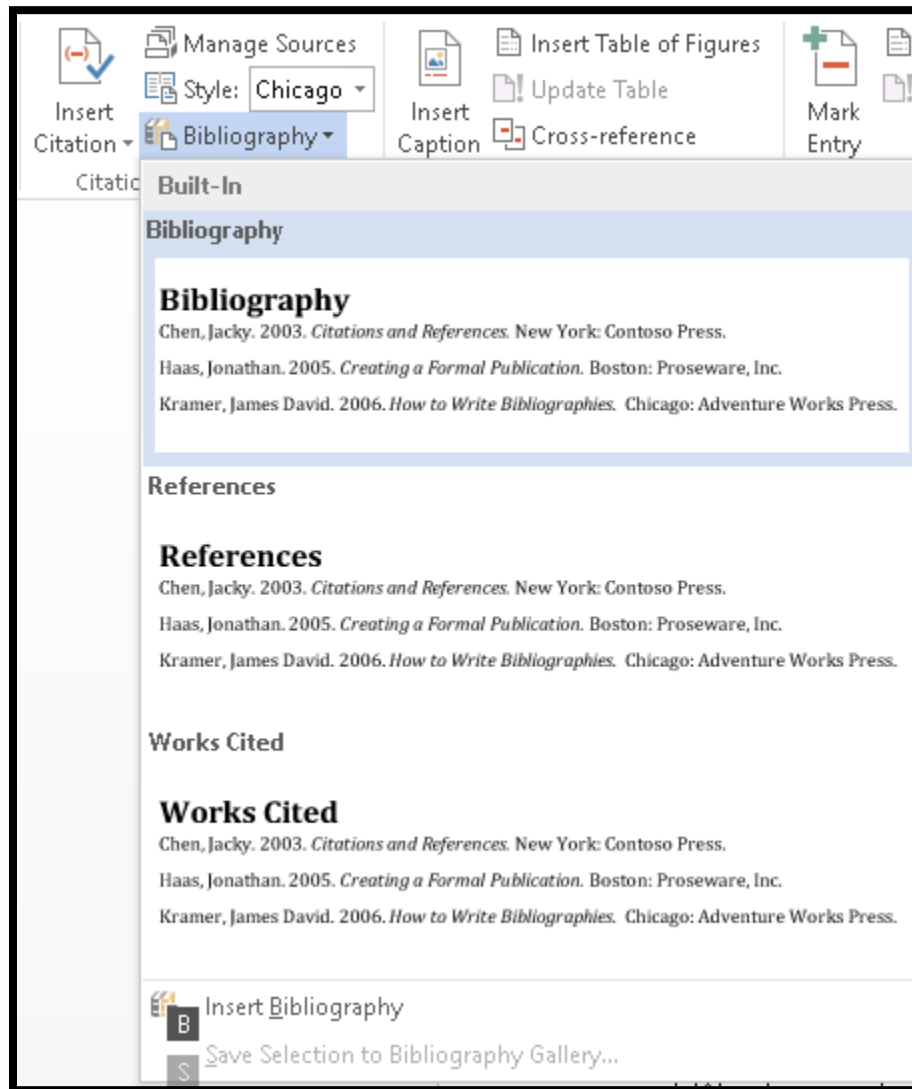 Manage Sources
Style: Chicago
Bibliography
Insert
Citation
Insert Table of Figures
Update Table
Cross-reference
Insert
Caption
Mark
Entry
Built-In
Bibliography
Bibliography
Chen, Jacky. 2003. Citations and References. New York: Contoso Press.
Haas, Jonathan. 2005. Creating a Formal Publication. Boston: Proseware, Inc.
Kramer, James David. 2006. How to Write Bibliographies. Chicago: Adventure Works Press.
References
References
Chen, Jacky. 2003. Citations and References. New York: Contoso Press.
Haas, Jonathan. 2005. Creating a Formal Publication. Boston: Proseware, Inc.
Kramer, James David. 2006. How to Write Bibliographies. Chicago: Adventure Works Press.
Works Cited
Works Cited
Chen, Jacky. 2003. Citations and References. New York: Contoso Press.
Haas, Jonathan. 2005. Creating a Formal Publication. Boston: Proseware, Inc.
Kramer, James David. 2006. How to Write Bibliographies. Chicago: Adventure Works Press.
Insert Bibliography
B
Save Selection to Bibliography Gallery...
S